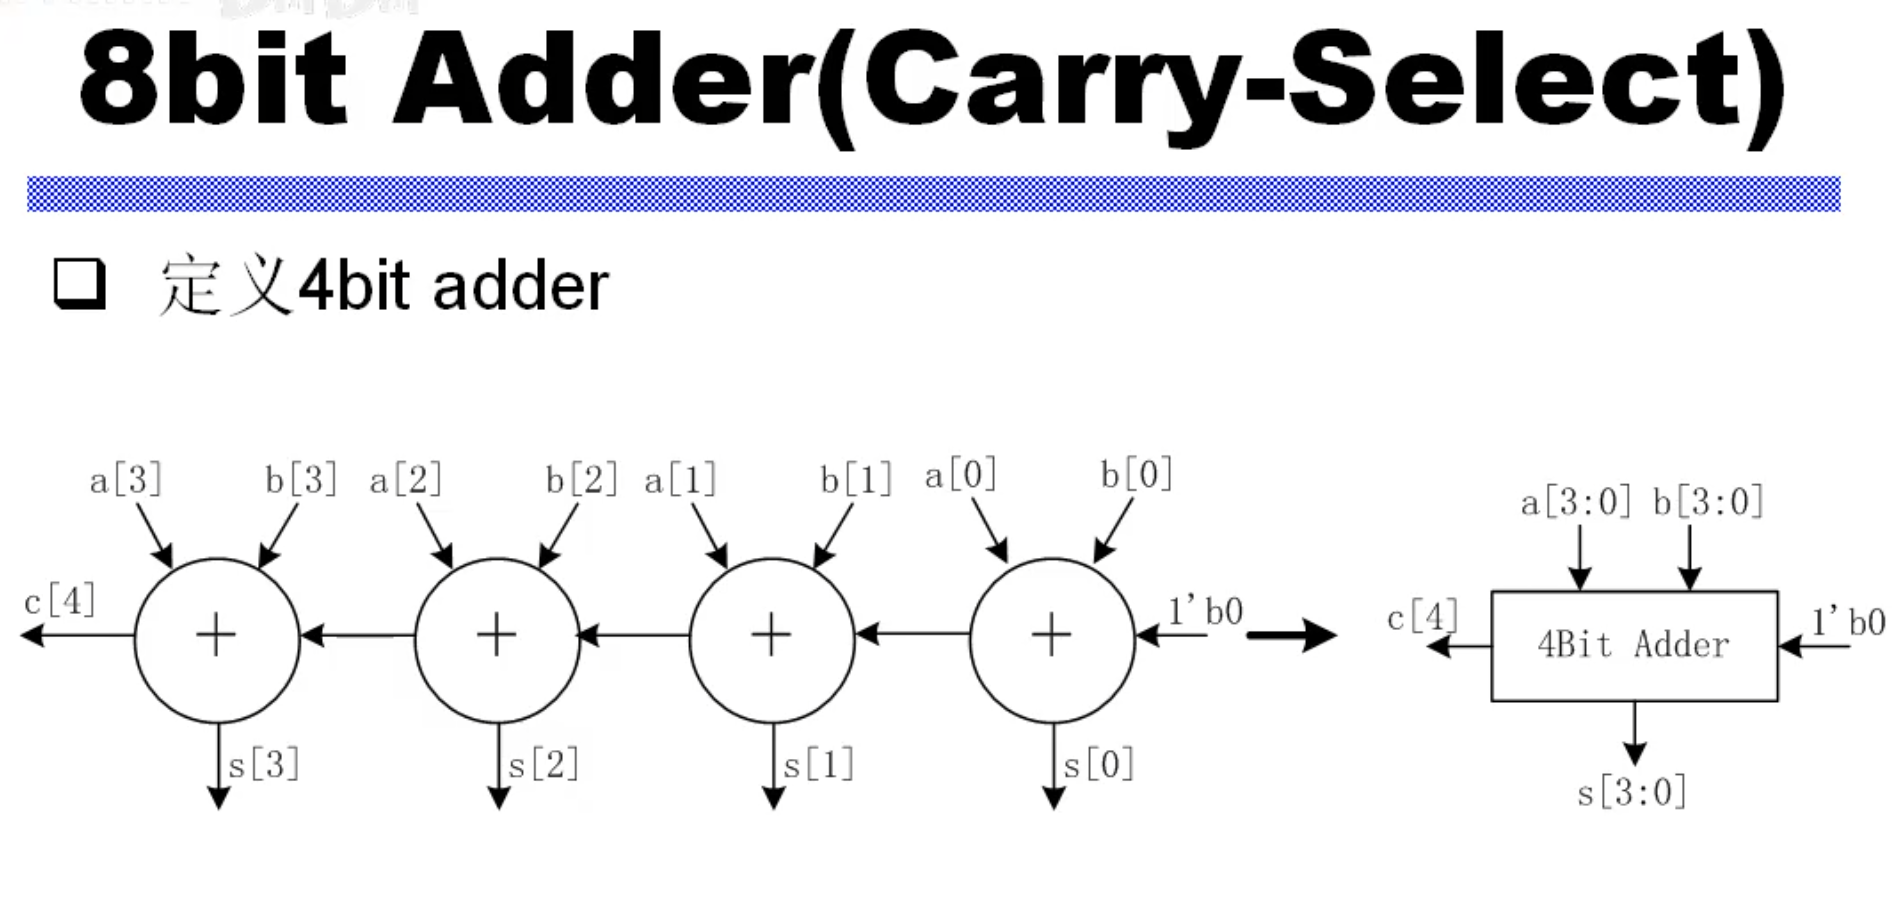 8bit Adder(Carry-Select)
定义4bit adder
a[3] b[3] a[2] b[2] a[1] b[1] a[0] b[0]
a[3:0] b[3:0]
c[4] + + + + 1'b0
c[4] 4Bit Adder 1'b0
s[3] s[2] s[1] s[0]
s[3:0]